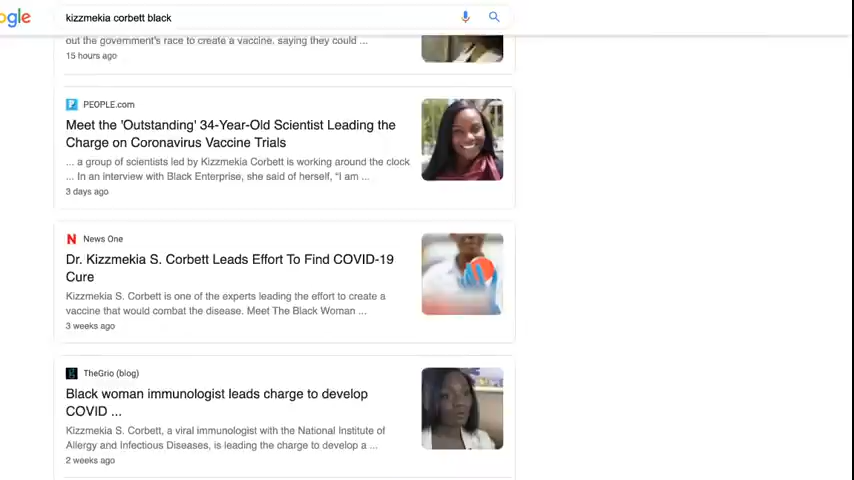 ogle
kizzmekia corbett black
out the government's race to create a vaccine. saying they could ...
15 hours ago
PEOPLE.com
Meet the 'Outstanding' 34-Year-Old Scientist Leading the
Charge on Coronavirus Vaccine Trials
... a group of scientists led by Kizzmekia Corbett is working around the clock
... In an interview with Black Enterprise, she said of herself, “I am ...
3 days ago
N News One
Dr. Kizzmekia S. Corbett Leads Effort To Find COVID-19
Cure
Kizzmekia S. Corbett is one of the experts leading the effort to create a
vaccine that would combat the disease. Meet The Black Woman ...
3 weeks ago
TheGrio (blog)
Black woman immunologist leads charge to develop
COVID ...
Kizzmekia S. Corbett, a viral immunologist with the National Institute of
Allergy and Infectious Diseases, is leading the charge to develop a ...
2 weeks ago